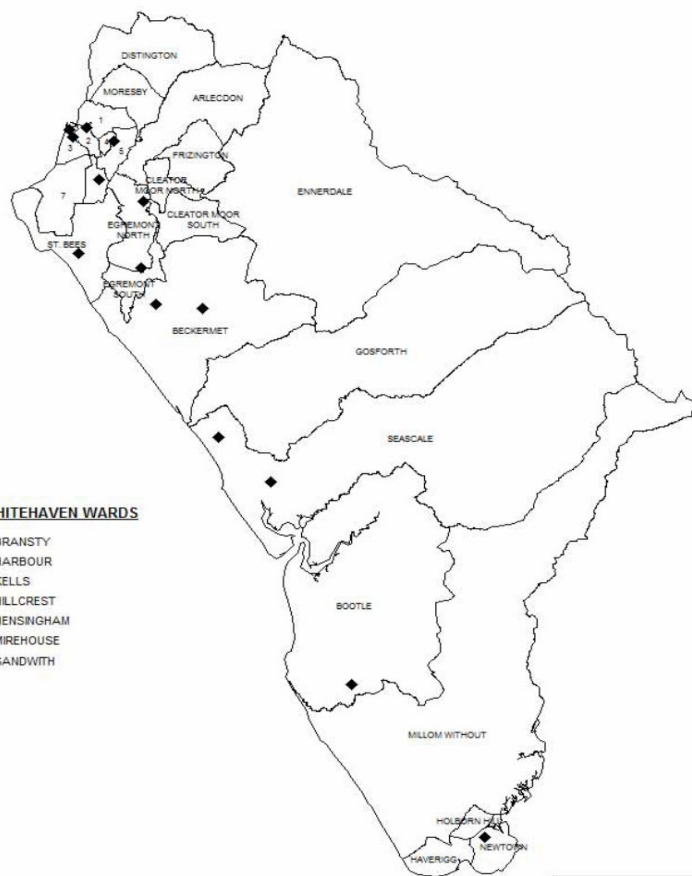 DISTINGTON
MORESBY
ARLECDON
1
2
4
3
5
FRIZINGTON
CLEATOR
MOOR NORTH
ENNERDALE
7
CLEATOR MOOR
SOUTH
EGREMONT
NORTH
ST. BEES
EGREMONT
SOUTH
BECKERMET
GOSFORTH
SEASCALE
HITEHAVEN WARDS
RANSTY
ARBOUR
ELLS
ILLCREST
ENSINGHAM
IREHOUSE
ANDWITH
BOOTLE
MILLOM WITHOUT
HOLBORN HILL
NEWTOWN
HAVERIGG